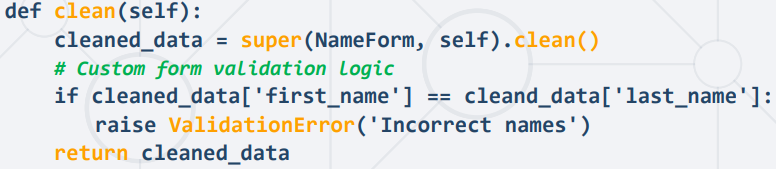 def clean(self):
    cleaned_data = super(NameForm, self).clean()
    # Custom form validation logic
    if cleaned_data['first_name'] == cleand_data['last_name']:
        raise ValidationError('Incorrect names')
    return cleaned_data